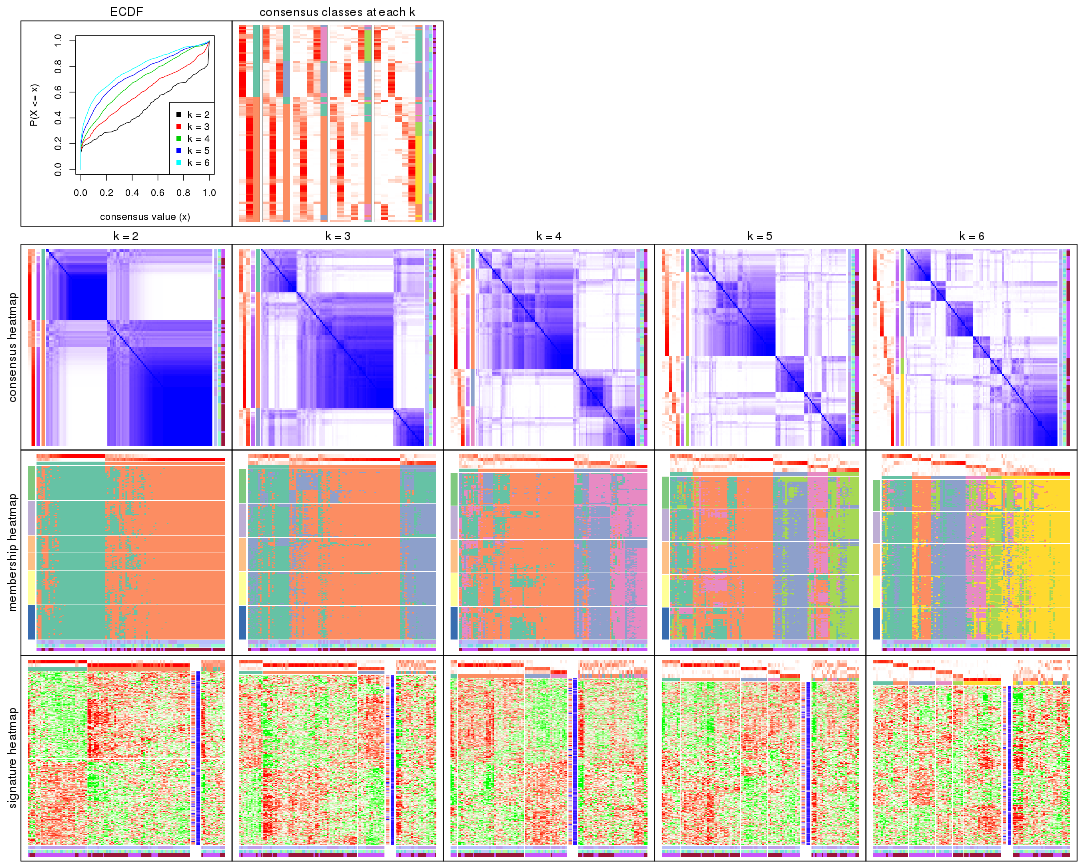 ECDF
consensus classes at each k
P(X <= x)
1.0
0.8
0.6
0.4
0.2
0.0
k = 2
k = 3
k = 4
k = 5
k = 6
0.0 0.2 0.4 0.6 0.8 1.0
consensus value (x)
k = 2 k = 3 k = 4 k = 5 k = 6
consensus heatmap
membership heatmap
signature heatmap